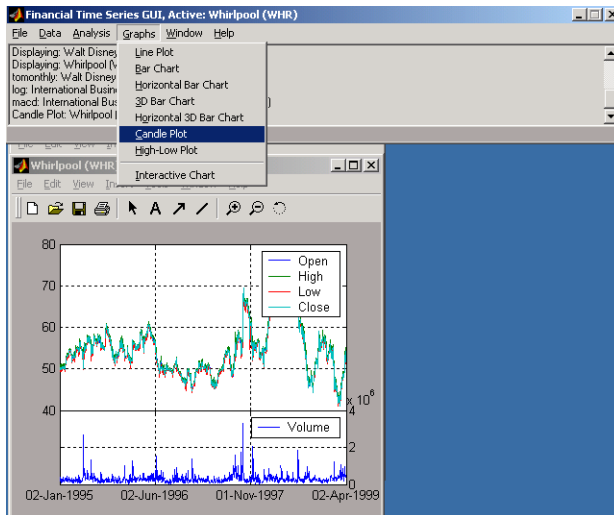 Financial Time Series GUI, Active: Whirlpool (WHR)
File Data Analysis Graphs Window Help
Displaying: Walt Disney
Displaying: Whirlpool
tomonthly: Walt Disney
log: International
macd: International
Candle Plot: Whirlpool
Line Plot
Bar Chart
Horizontal Bar Chart
3D Bar Chart
Horizontal 3D Bar Chart
Candle Plot
High-Low Plot
Interactive Chart
Whirlpool (WHR
File Edit View
A
80
70
60
50
40
Open
High
Low
Close
x 10^6
4
2
0
Volume
02-Jan-1995 02-Jun-1996 01-Nov-1997 02-Apr-1999